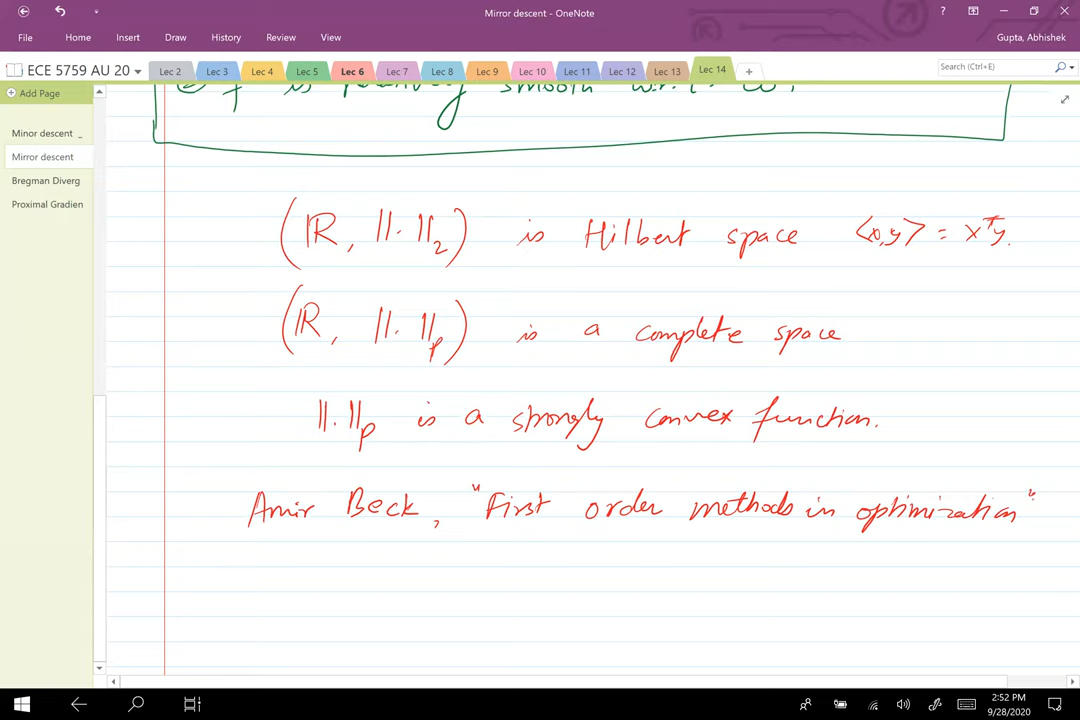 Mirror descent - OneNote
?
File Home Insert Draw History Review View
Gupta, Abhishek
ECE 5759 AU 20
Lec 2 Lec 3 Lec 4 Lec 5 Lec 6 Lec 7 Lec 8 Lec 9 Lec 10 Lec 11 Lec 12 Lec 13 Lec 14 +
Search (Ctrl+E)
Add Page
Minor descent
Mirror descent
Bregman Diverg
Proximal Gradien
f is relatively smooth w.r.t. ω.
(ℝ, ‖·‖₂) is Hilbert space <x,y> = xᵀy.
(ℝ, ‖·‖ₚ) is a complete space
‖·‖ₚ is a strongly convex function.
Amir Beck, "First order methods in optimization"
2:52 PM
9/28/2020